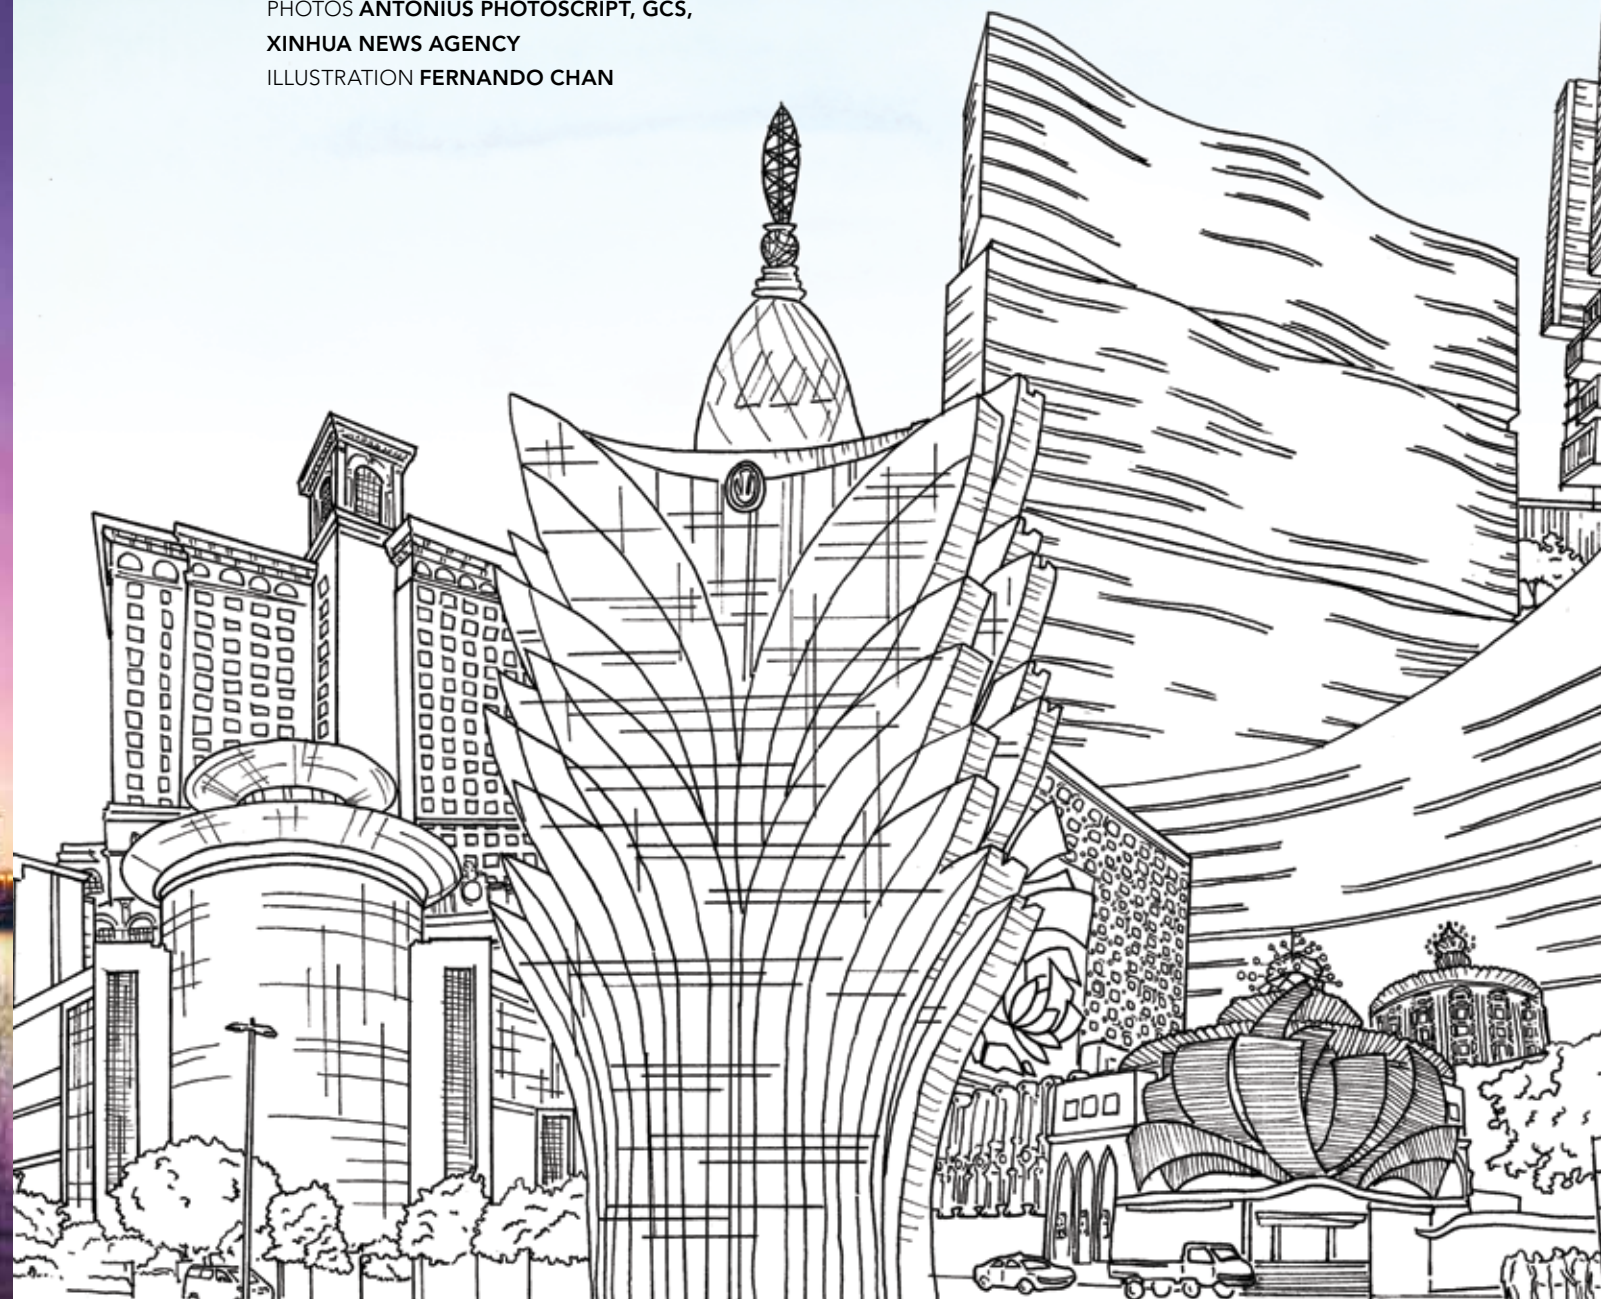 PHOTOS ANTONIUS PHOTOSCRIPT, GCS,
XINHUA NEWS AGENCY
ILLUSTRATION FERNANDO CHAN